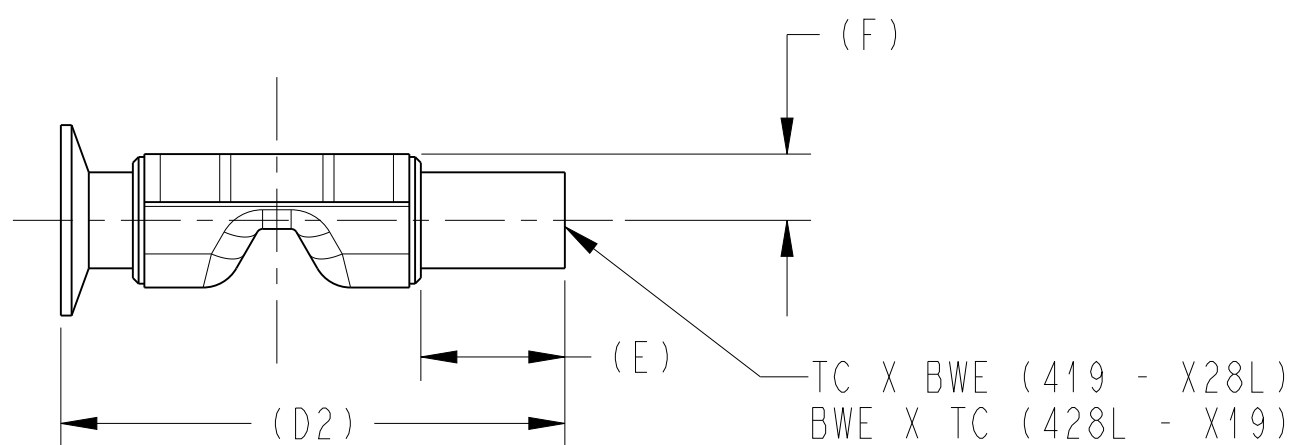 (F)
(E)
(D2)
TC X BWE (419 - X28L)
BWE X TC (428L - X19)